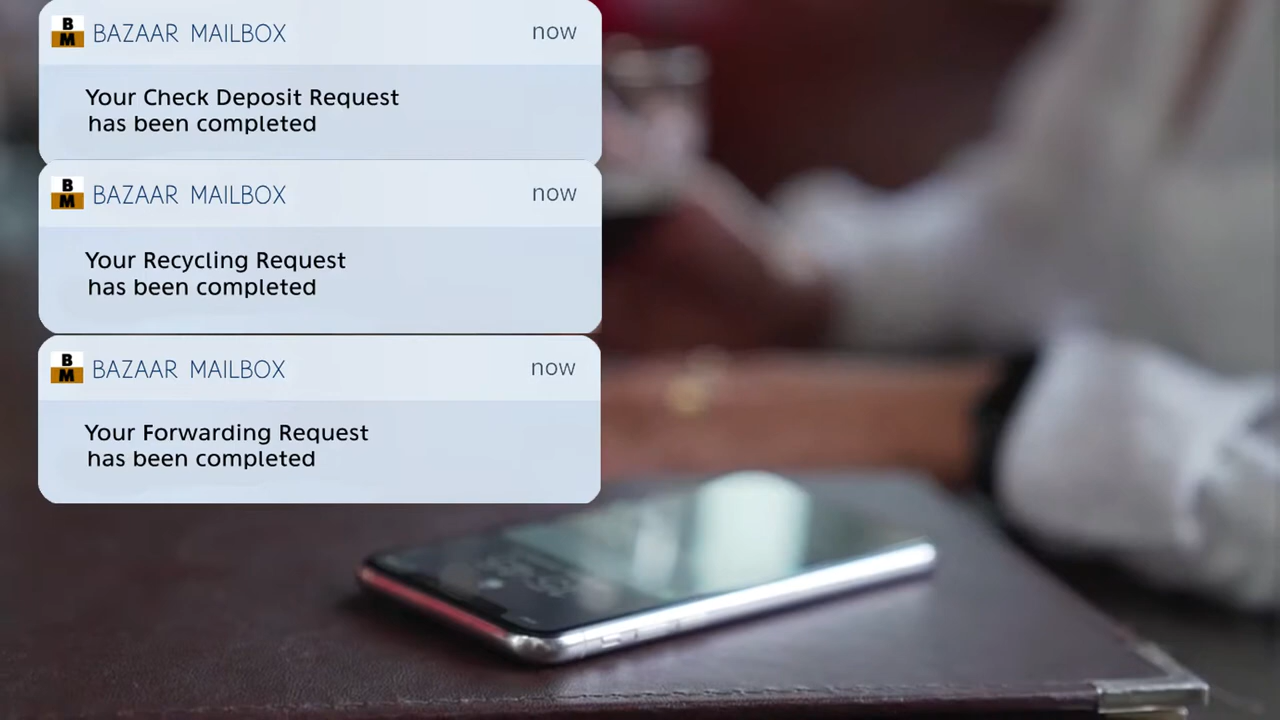 B
M
BAZAAR MAILBOX now
Your Check Deposit Request
has been completed
B
M
BAZAAR MAILBOX now
Your Recycling Request
has been completed
B
M
BAZAAR MAILBOX now
Your Forwarding Request
has been completed